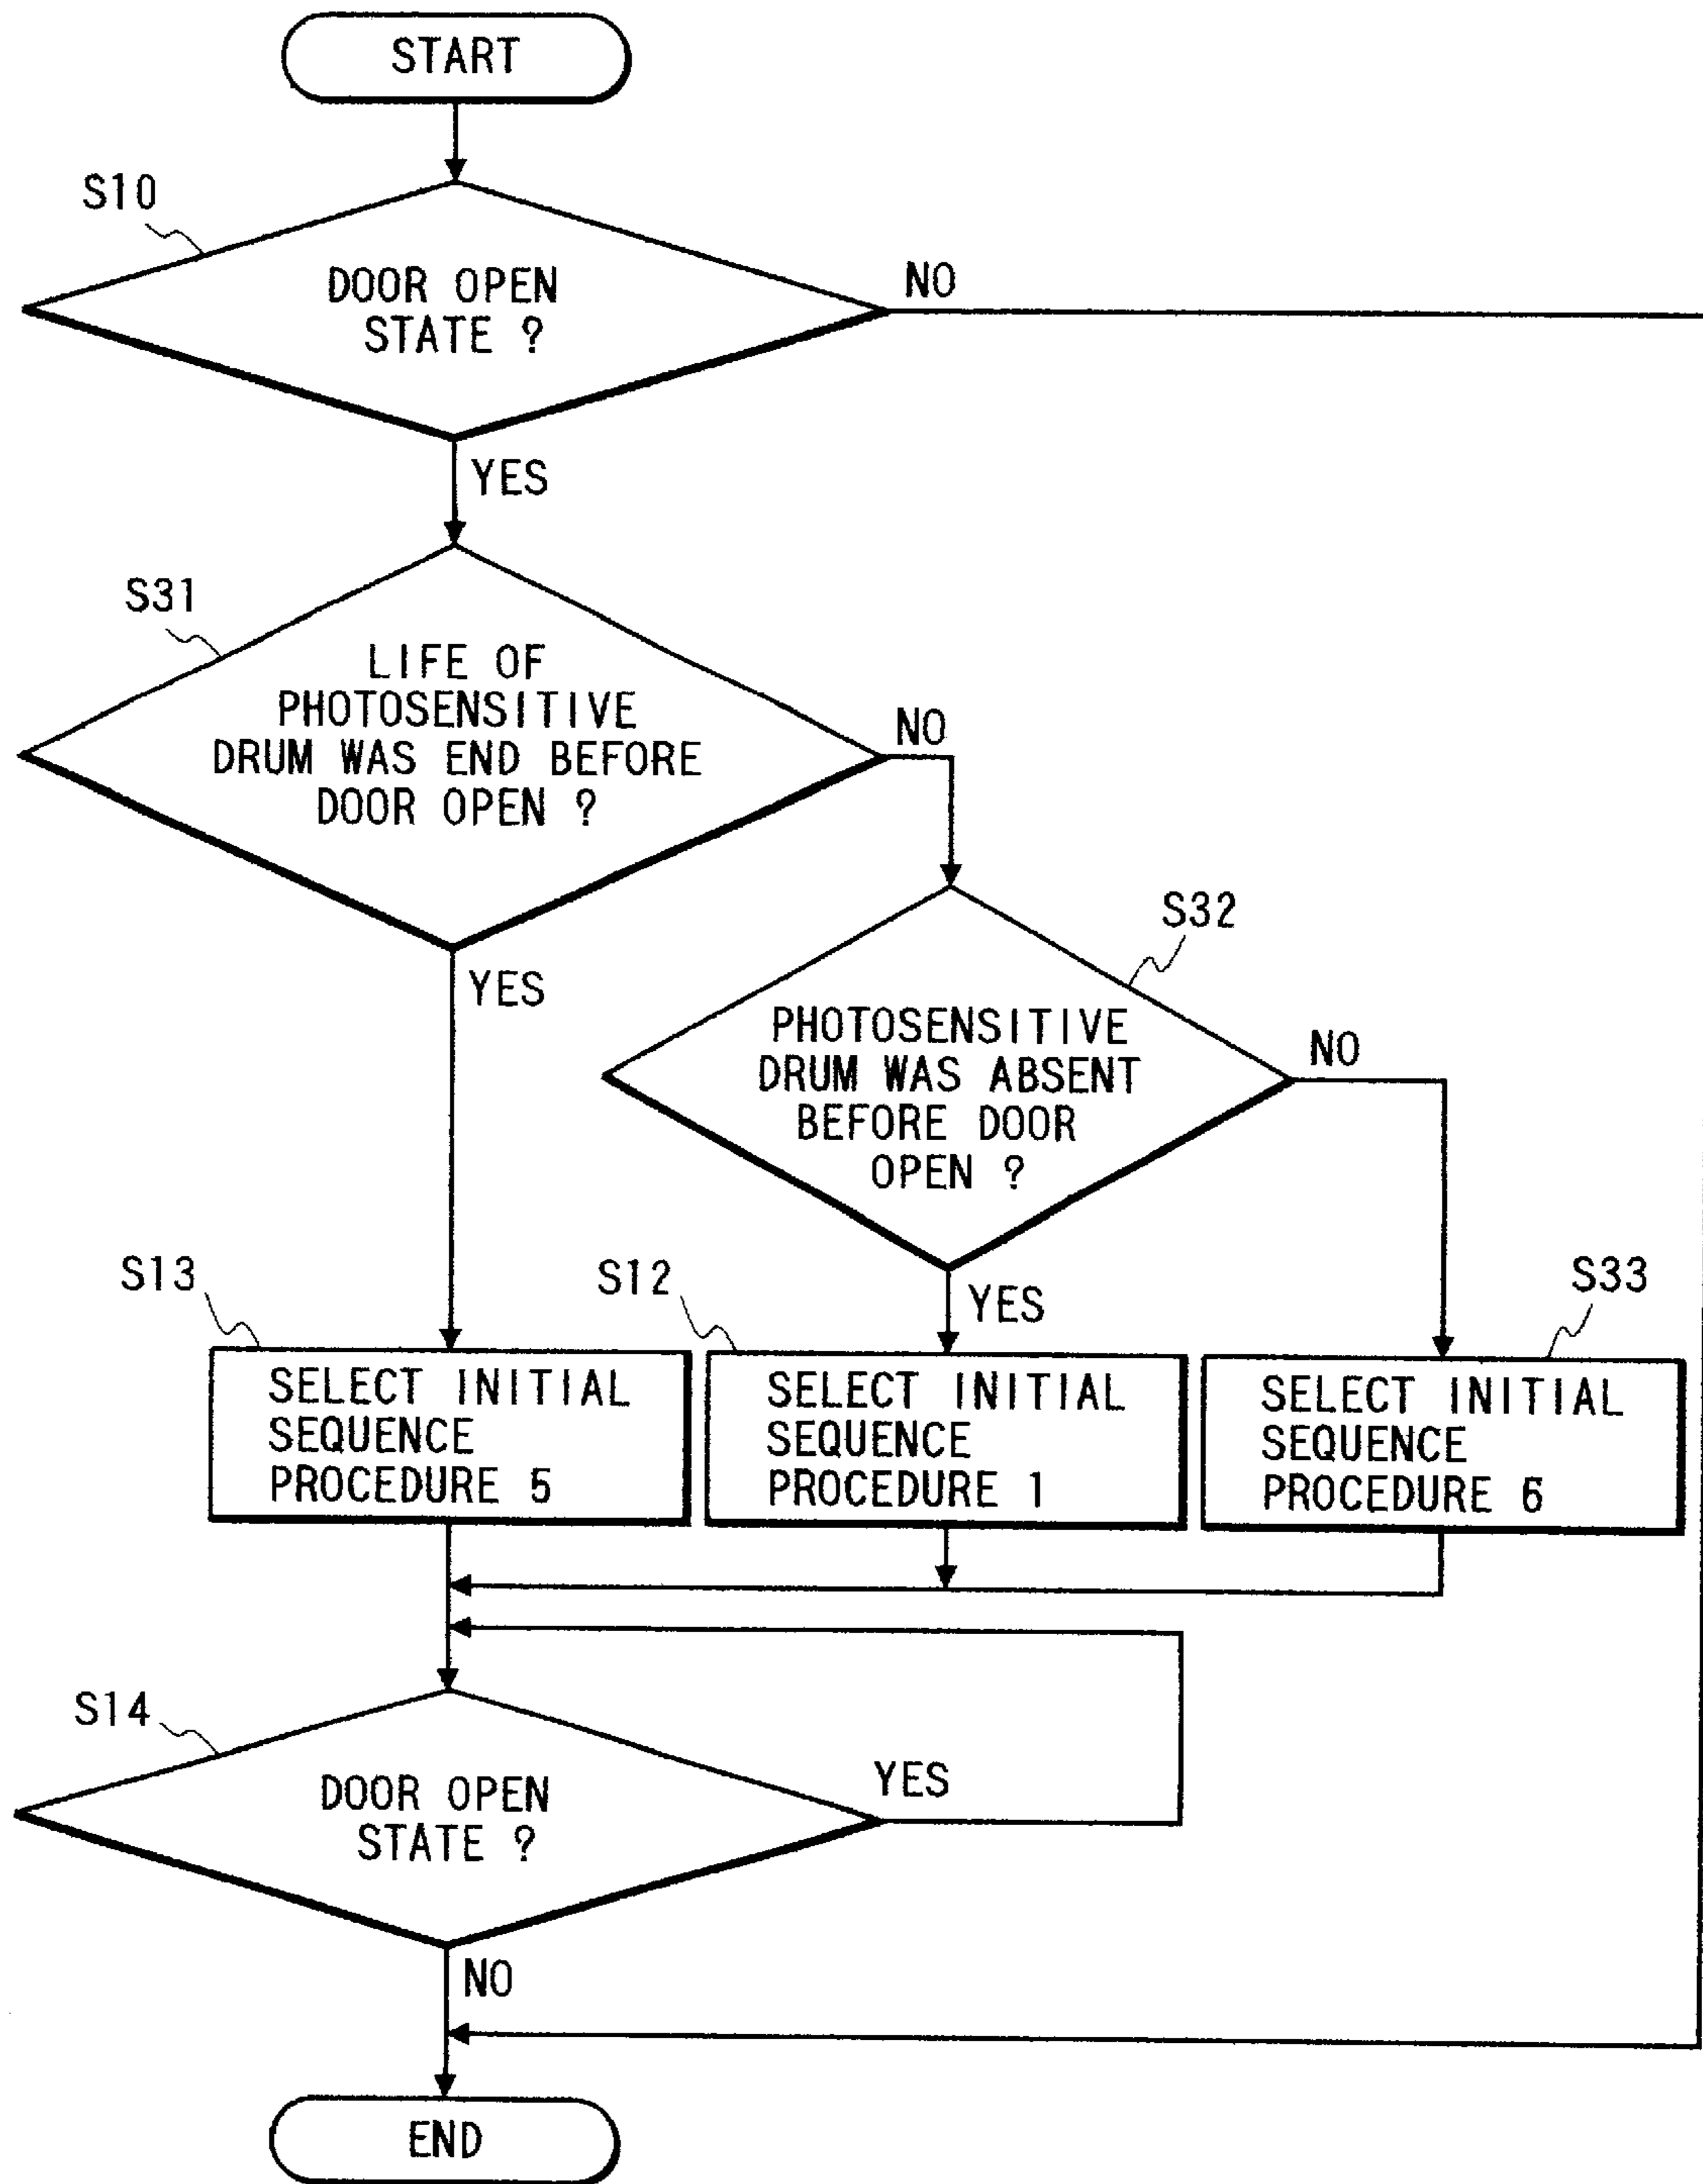 START
S10
DOOR OPEN
STATE ?
NO
YES
S31
LIFE OF
PHOTOSENSITIVE
DRUM WAS END BEFORE
DOOR OPEN ?
NO
YES
S32
PHOTOSENSITIVE
DRUM WAS ABSENT
BEFORE DOOR
OPEN ?
NO
YES
S13
SELECT INITIAL
SEQUENCE
PROCEDURE 5
S12
SELECT INITIAL
SEQUENCE
PROCEDURE 1
S33
SELECT INITIAL
SEQUENCE
PROCEDURE 6
S14
DOOR OPEN
STATE ?
YES
NO
END